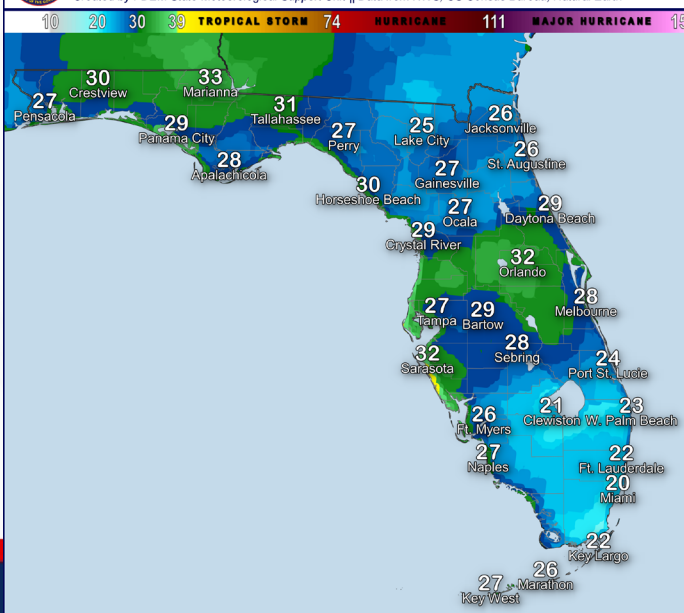 10 20 30 39 TROPICAL STORM 74 HURRICANE 111 MAJOR HURRICANE
30
Crestview
33
Marianna
27
Pensacola
31
Tallahassee
29
Panama City
28
Apalachicola
27
Perry
25
Lake City
26
Jacksonville
26
St. Augustine
27
Gainesville
30
Horseshoe Beach
27
Ocala
29
Daytona Beach
29
Crystal River
32
Orlando
28
Melbourne
27
Tampa
29
Bartow
28
Sebring
32
Sarasota
24
Port St. Lucie
26
Ft. Myers
21
Clewiston
23
W. Palm Beach
27
Naples
22
Ft. Lauderdale
20
Miami
22
Key Largo
26
Marathon
27
Key West